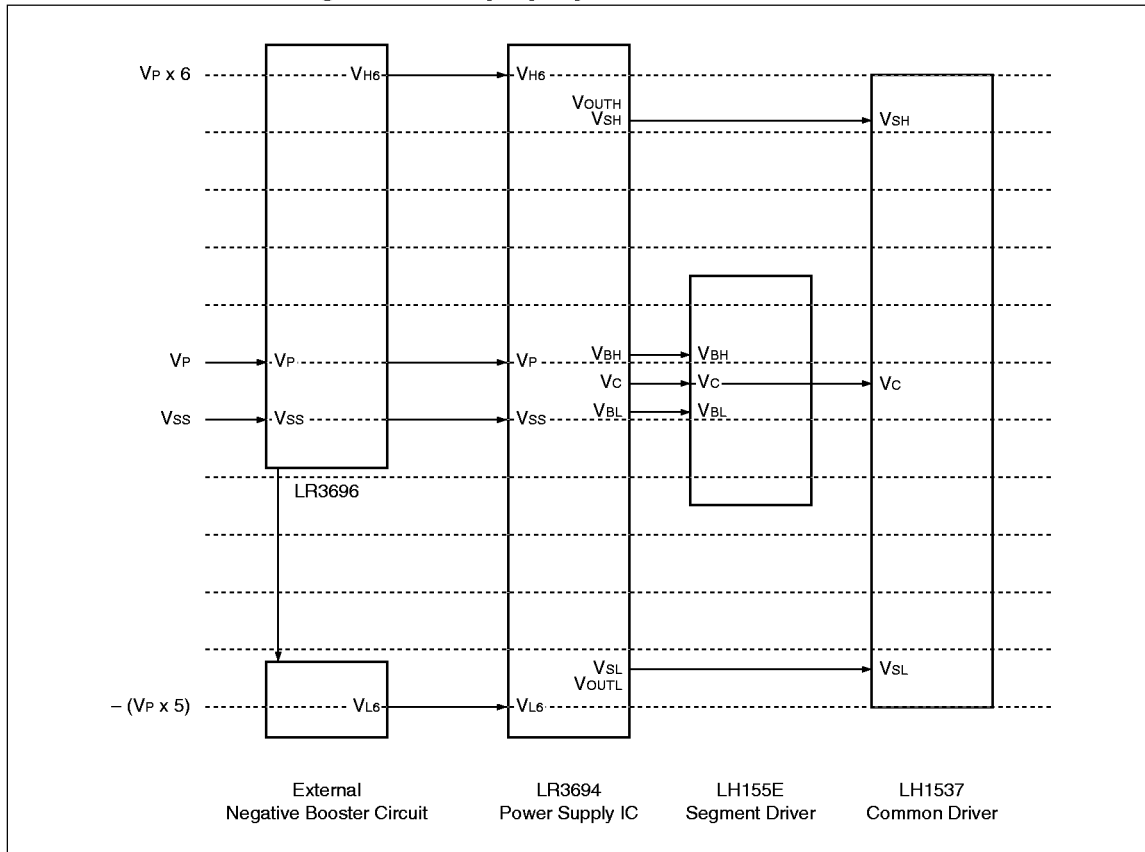 VP x 6
VH6
VH6
VOUTH
VSH
VSH
VP
VP
VP
VBH
VBH
VC
VC
VC
VSS
VSS
VSS
VBL
VBL
LR3696
VSL
VOUTL
VSL
– (VP x 5)
VL6
VL6
External
Negative Booster Circuit
LR3694
Power Supply IC
LH155E
Segment Driver
LH1537
Common Driver